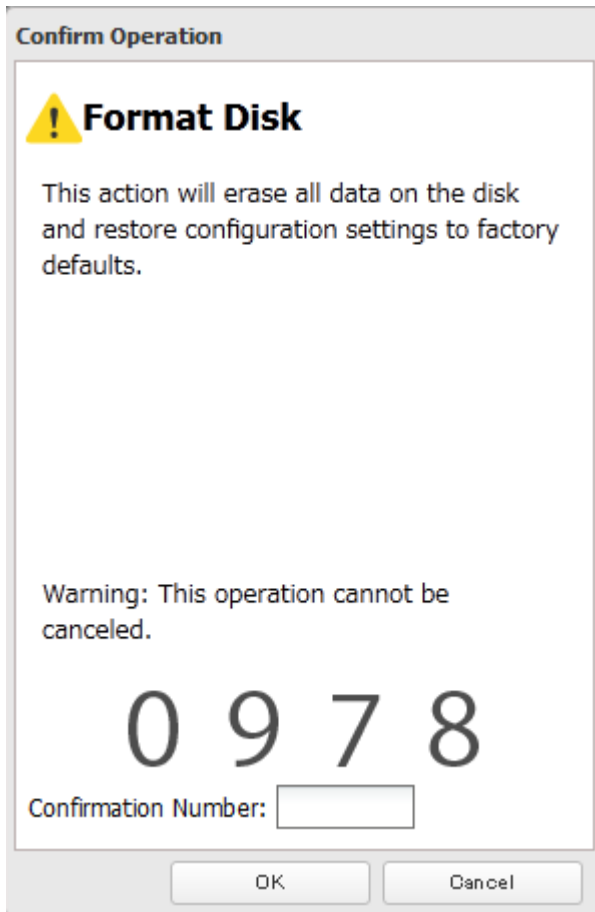 Confirm Operation
Format Disk
This action will erase all data on the disk
and restore configuration settings to factory
defaults.
Warning: This operation cannot be
canceled.
0 9 7 8
Confirmation Number:
OK Cancel